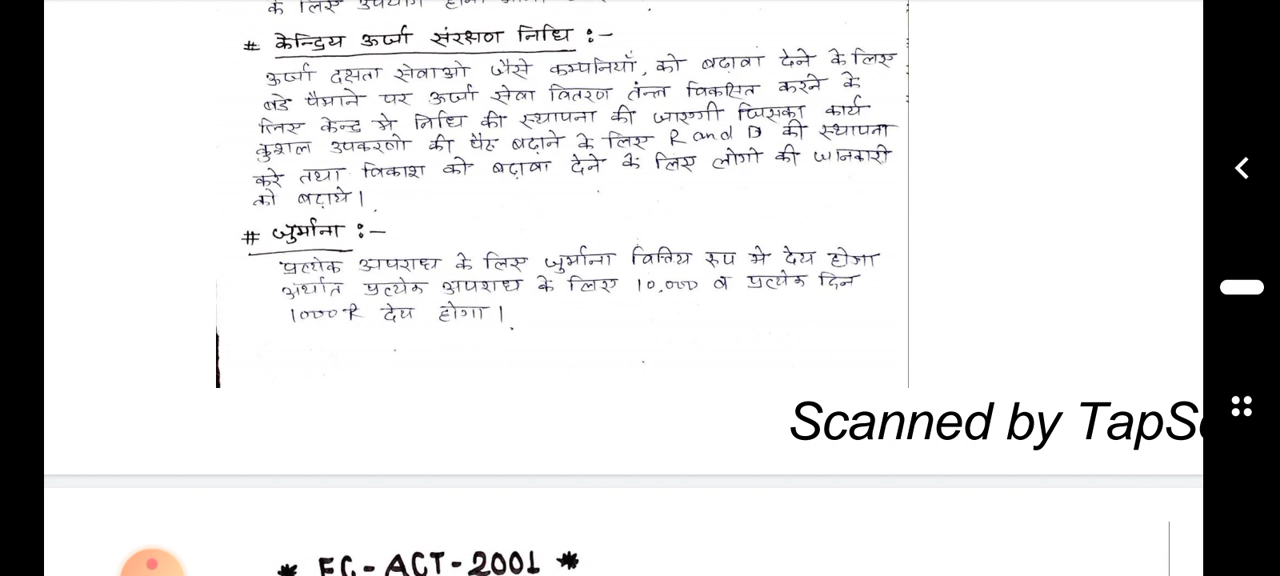 के लिए उपयोग
# केन्द्रिय ऊर्जा संरक्षण निधि :-
ऊर्जा दक्षता सेवाओ जैसे कम्पनियाँ, को बढावा देने के लिए
बडे पैमाने पर ऊर्जा सेवा वितरण तंन्त्र विकसित करने के
लिए केन्द्र मे निधि की स्थापना की जाएगी जिसका कार्य
कुशल उपकरणो की पैठ बढाने के लिए R and D की स्थापना
करे तथा विकाश को बढ़ावा देने के लिए लोगो की जानकारी
को बढ़ाये।
# जुर्माना :-
प्रत्येक अपराध के लिए जुर्माना वित्तिय रूप मे देय होगा
अर्थात प्रत्येक अपराध के लिए 10,000 व प्रत्येक दिन
1000 ₹ देय होगा।
Scanned by TapS
* EC - ACT - 2001 *